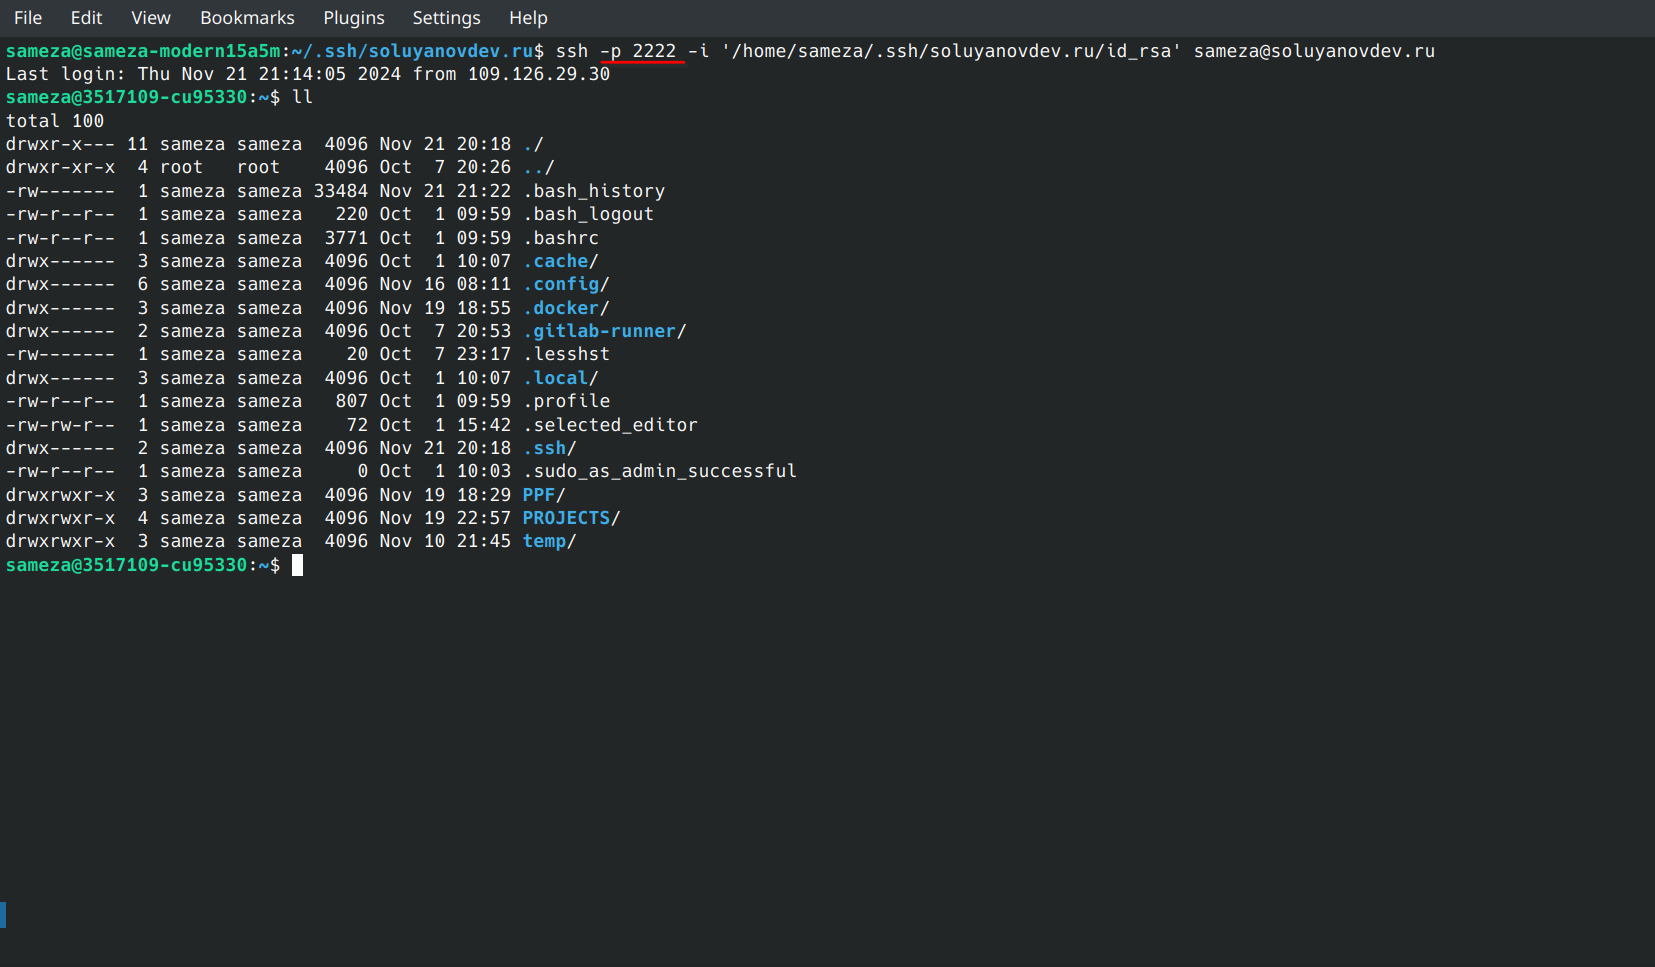 File Edit View Bookmarks Plugins Settings Help
sameza@sameza-modern15a5m:~/.ssh/soluyanovdev.ru$ ssh -p 2222 -i '/home/sameza/.ssh/soluyanovdev.ru/id_rsa' sameza@soluyanovdev.ru
Last login: Thu Nov 21 21:14:05 2024 from 109.126.29.30
sameza@3517109-cu95330:~$ ll
total 100
drwxr-x--- 11 sameza sameza  4096 Nov 21 20:18 ./
drwxr-xr-x  4 root   root    4096 Oct  7 20:26 ../
-rw-------  1 sameza sameza 33484 Nov 21 21:22 .bash_history
-rw-r--r--  1 sameza sameza   220 Oct  1 09:59 .bash_logout
-rw-r--r--  1 sameza sameza  3771 Oct  1 09:59 .bashrc
drwx------  3 sameza sameza  4096 Oct  1 10:07 .cache/
drwx------  6 sameza sameza  4096 Nov 16 08:11 .config/
drwx------  3 sameza sameza  4096 Nov 19 18:55 .docker/
drwx------  2 sameza sameza  4096 Oct  7 20:53 .gitlab-runner/
-rw-------  1 sameza sameza    20 Oct  7 23:17 .lesshst
drwx------  3 sameza sameza  4096 Oct  1 10:07 .local/
-rw-r--r--  1 sameza sameza   807 Oct  1 09:59 .profile
-rw-rw-r--  1 sameza sameza    72 Oct  1 15:42 .selected_editor
drwx------  2 sameza sameza  4096 Nov 21 20:18 .ssh/
-rw-r--r--  1 sameza sameza     0 Oct  1 10:03 .sudo_as_admin_successful
drwxrwxr-x  3 sameza sameza  4096 Nov 19 18:29 PPF/
drwxrwxr-x  4 sameza sameza  4096 Nov 19 22:57 PROJECTS/
drwxrwxr-x  3 sameza sameza  4096 Nov 10 21:45 temp/
sameza@3517109-cu95330:~$